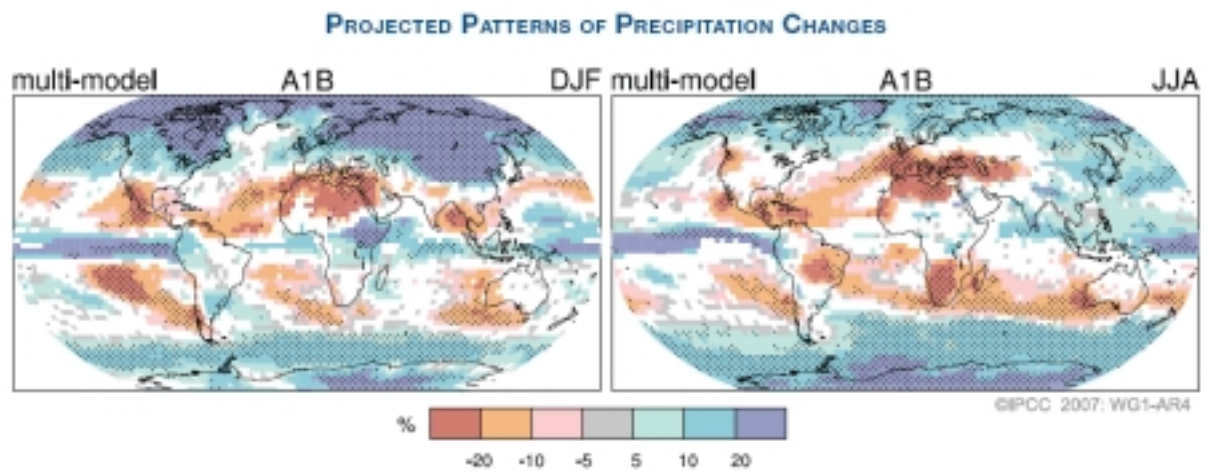 PROJECTED PATTERNS OF PRECIPITATION CHANGES
multi-model A1B DJF multi-model A1B JJA
©IPCC 2007: WG1-AR4
%
-20 -10 -5 5 10 20